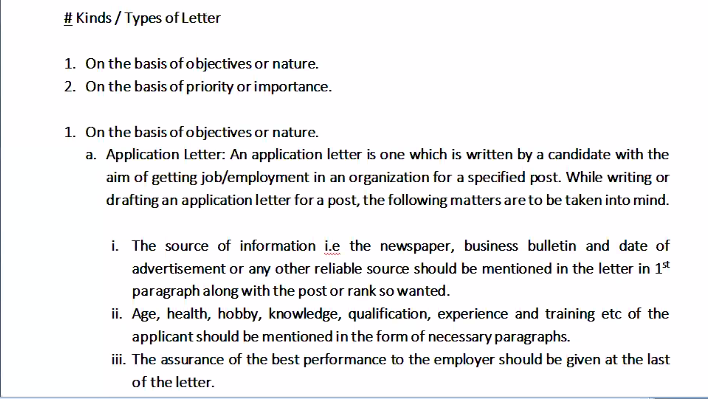 # Kinds / Types of Letter
1. On the basis of objectives or nature.
2. On the basis of priority or importance.
1. On the basis of objectives or nature.
a. Application Letter: An application letter is one which is written by a candidate with the
aim of getting job/employment in an organization for a specified post. While writing or
drafting an application letter for a post, the following matters are to be taken into mind.
i. The source of information i.e the newspaper, business bulletin and date of
advertisement or any other reliable source should be mentioned in the letter in 1st
paragraph along with the post or rank so wanted.
ii. Age, health, hobby, knowledge, qualification, experience and training etc of the
applicant should be mentioned in the form of necessary paragraphs.
iii. The assurance of the best performance to the employer should be given at the last
of the letter.